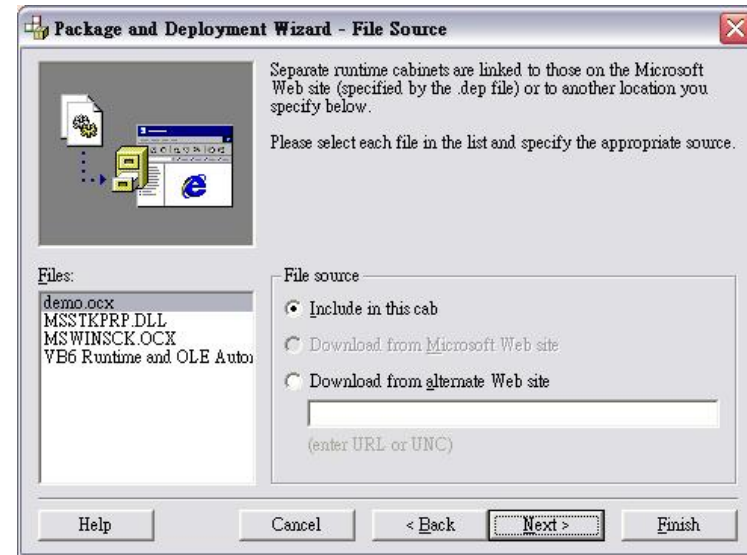 Package and Deployment Wizard - File Source
Separate runtime cabinets are linked to those on the Microsoft
Web site (specified by the .dep file) or to another location you
specify below.
Please select each file in the list and specify the appropriate source.
Files:
demo.ocx
MSSTKPRP.DLL
MSWINSCK.OCX
VB6 Runtime and OLE Autor
File source
Include in this cab
Download from Microsoft Web site
Download from alternate Web site
(enter URL or UNC)
Help
Cancel
< Back
Next >
Finish